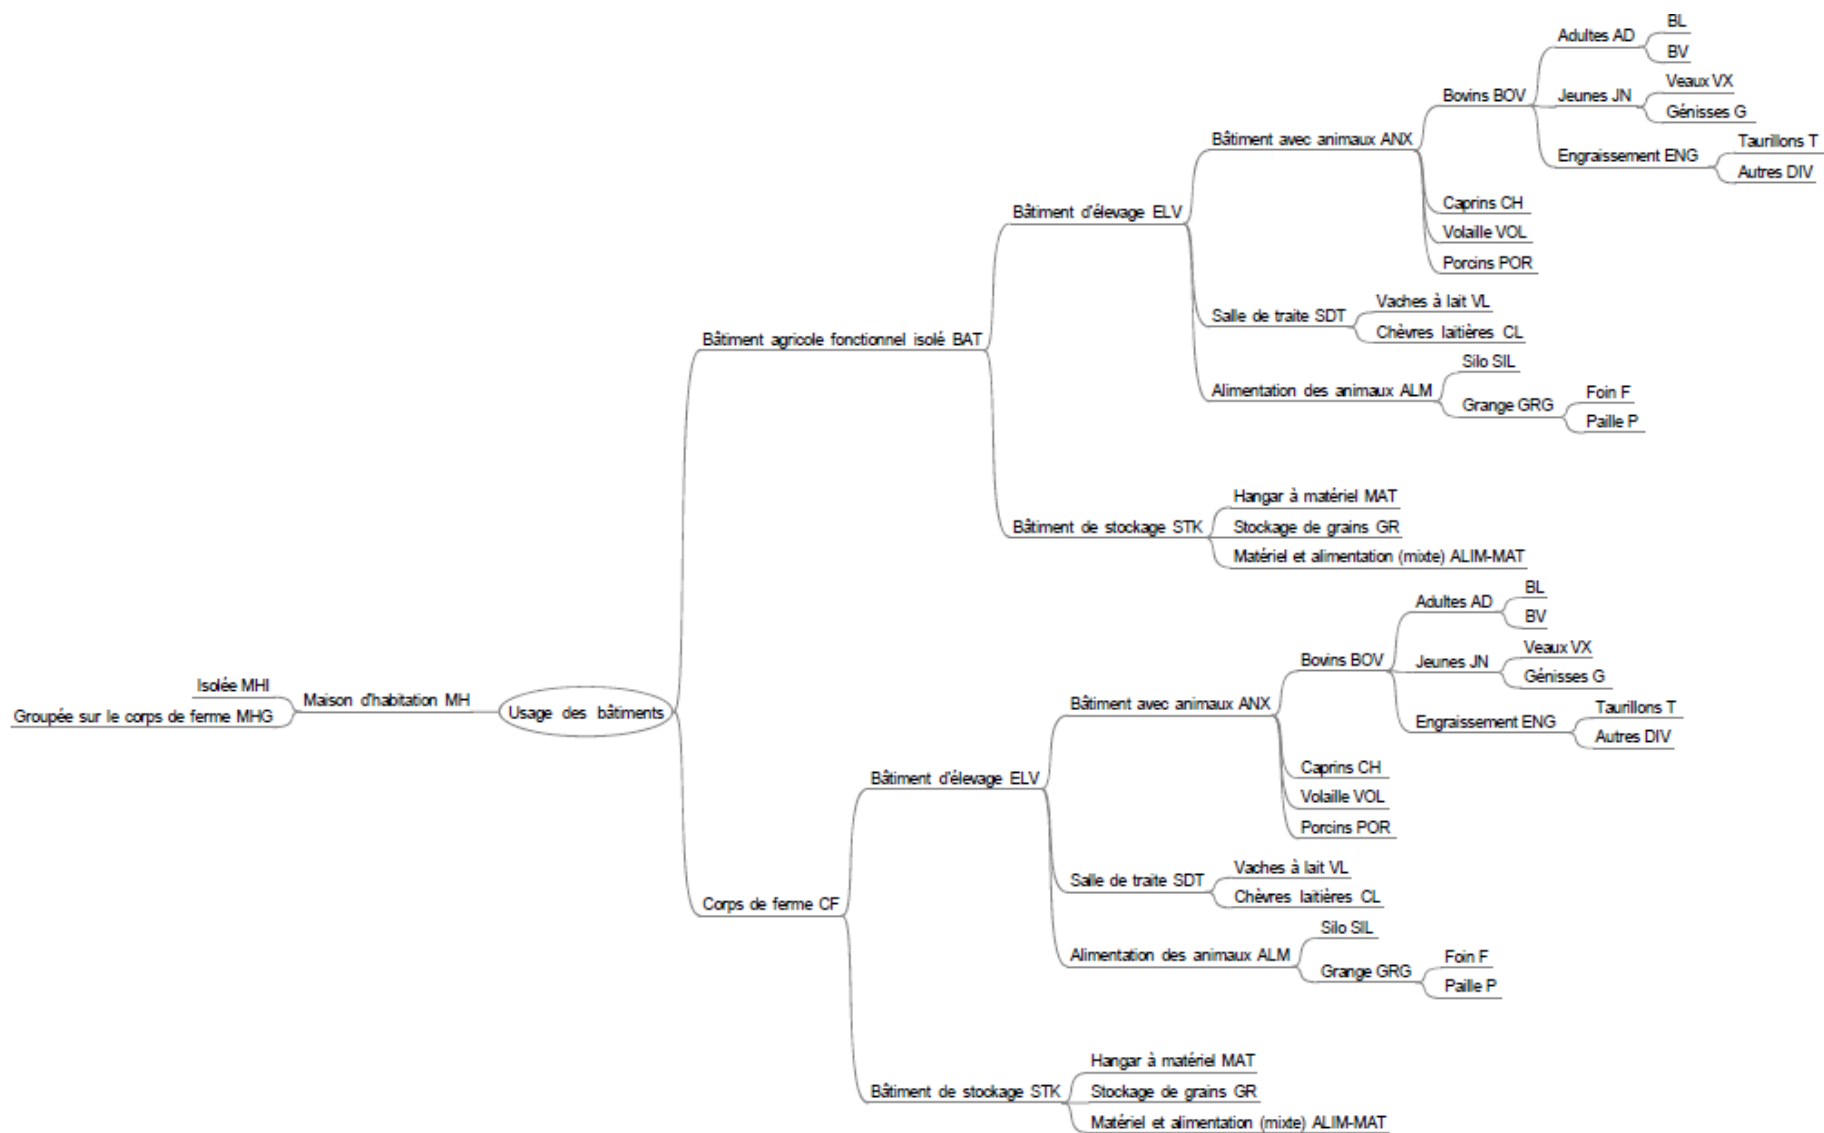 BL
Adultes AD
BV
Veaux VX
Bovins BOV
Jeunes JN
Génisses G
Bâtiment avec animaux ANX
Taurillons T
Engraissement ENG
Autres DIV
Caprins CH
Bâtiment d'élevage ELV
Volaille VOL
Porcins POR
Vaches à lait VL
Salle de traite SDT
Chèvres laitières CL
Bâtiment agricole fonctionnel isolé BAT
Silo SIL
Alimentation des animaux ALM
Foin F
Grange GRG
Paille P
Hangar à matériel MAT
Bâtiment de stockage STK
Stockage de grains GR
Matériel et alimentation (mixte) ALIM-MAT
BL
Adultes AD
BV
Veaux VX
Bovins BOV
Jeunes JN
Génisses G
Isolée MHI
Maison d'habitation MH
Groupée sur le corps de ferme MHG
Usage des bâtiments
Bâtiment avec animaux ANX
Taurillons T
Engraissement ENG
Autres DIV
Caprins CH
Bâtiment d'élevage ELV
Volaille VOL
Porcins POR
Vaches à lait VL
Salle de traite SDT
Chèvres laitières CL
Corps de ferme CF
Silo SIL
Alimentation des animaux ALM
Foin F
Grange GRG
Paille P
Hangar à matériel MAT
Bâtiment de stockage STK
Stockage de grains GR
Matériel et alimentation (mixte) ALIM-MAT